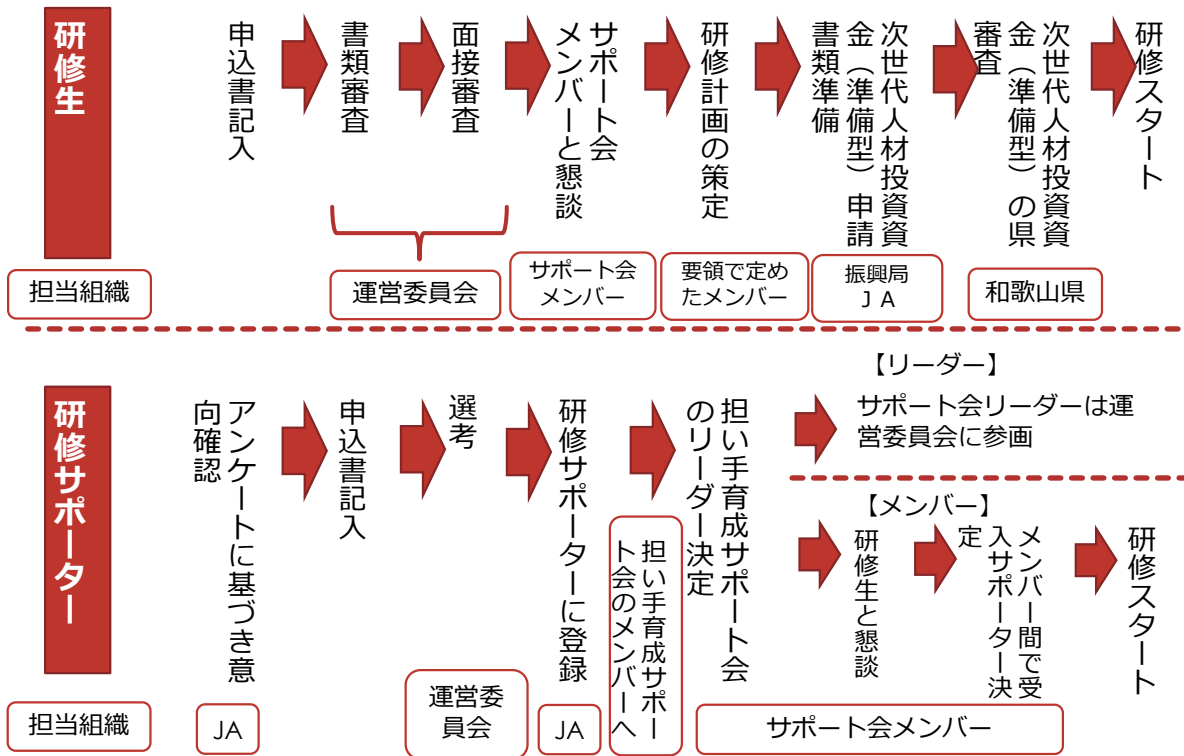 研修生
申込書記入
書類審査
面接審査
サポート会
メンバーと懇談
研修計画の策定
次世代人材投資資
金（準備型）申請
書類準備
次世代人材投資資
金（準備型）の県
審査
研修スタート
担当組織
運営委員会
サポート会
メンバー
要領で定め
たメンバー
振興局
ＪＡ
和歌山県
研修サポーター
アンケートに基づき意
向確認
申込書記入
選考
研修サポーターに登録
担い手育成サポー
ト会のメンバーへ
担い手育成サポート会
のリーダー決定
【リーダー】
サポート会リーダーは運
営委員会に参画
【メンバー】
研修生と懇談
メンバー間で受
入サポーター決
定
研修スタート
担当組織
JA
運営委
員会
JA
サポート会メンバー